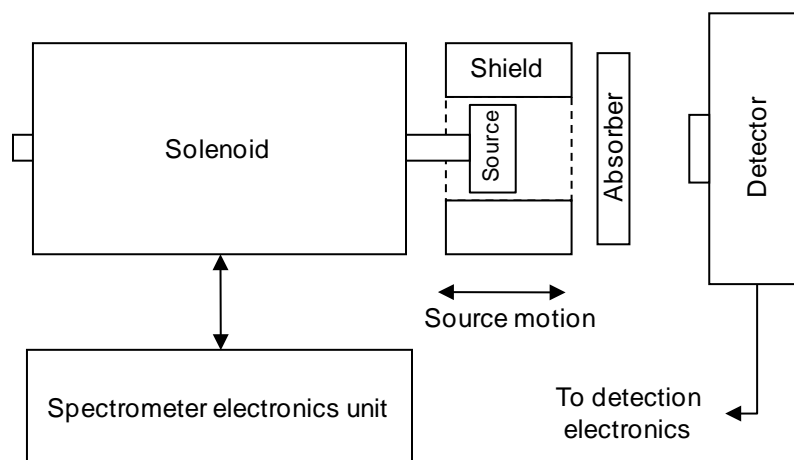 Shield
Solenoid
Source
Absorber
Detector
Source motion
Spectrometer electronics unit
To detection
electronics